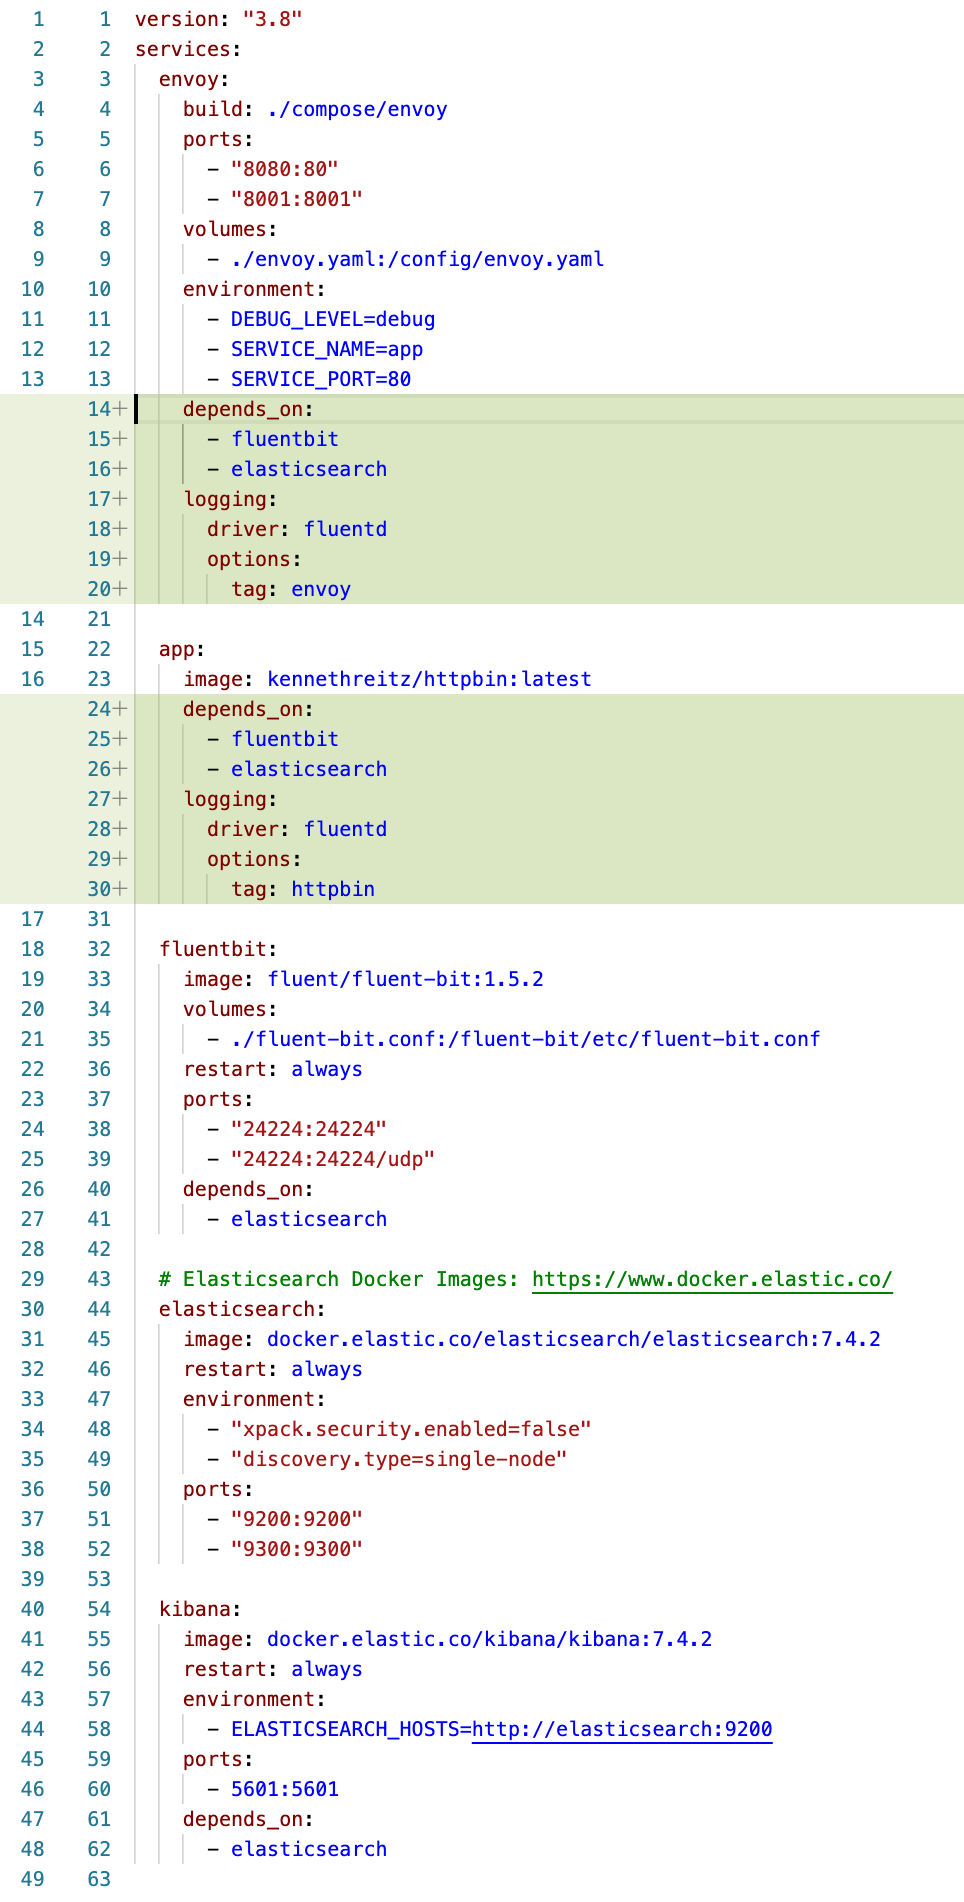 1 1 version: "3.8"
2 2 services:
3 3 envoy:
4 4 build: ./compose/envoy
5 5 ports:
6 6 - "8080:80"
7 7 - "8001:8001"
8 8 volumes:
9 9 - ./envoy.yaml:/config/envoy.yaml
10 10 environment:
11 11 - DEBUG_LEVEL=debug
12 12 - SERVICE_NAME=app
13 13 - SERVICE_PORT=80
14+ depends_on:
15+ - fluentbit
16+ - elasticsearch
17+ logging:
18+ driver: fluentd
19+ options:
20+ tag: envoy
14 21
15 22 app:
16 23 image: kennethreitz/httpbin:latest
24+ depends_on:
25+ - fluentbit
26+ - elasticsearch
27+ logging:
28+ driver: fluentd
29+ options:
30+ tag: httpbin
17 31
18 32 fluentbit:
19 33 image: fluent/fluent-bit:1.5.2
20 34 volumes:
21 35 - ./fluent-bit.conf:/fluent-bit/etc/fluent-bit.conf
22 36 restart: always
23 37 ports:
24 38 - "24224:24224"
25 39 - "24224:24224/udp"
26 40 depends_on:
27 41 - elasticsearch
28 42
29 43 # Elasticsearch Docker Images: https://www.docker.elastic.co/
30 44 elasticsearch:
31 45 image: docker.elastic.co/elasticsearch/elasticsearch:7.4.2
32 46 restart: always
33 47 environment:
34 48 - "xpack.security.enabled=false"
35 49 - "discovery.type=single-node"
36 50 ports:
37 51 - "9200:9200"
38 52 - "9300:9300"
39 53
40 54 kibana:
41 55 image: docker.elastic.co/kibana/kibana:7.4.2
42 56 restart: always
43 57 environment:
44 58 - ELASTICSEARCH_HOSTS=http://elasticsearch:9200
45 59 ports:
46 60 - 5601:5601
47 61 depends_on:
48 62 - elasticsearch
49 63